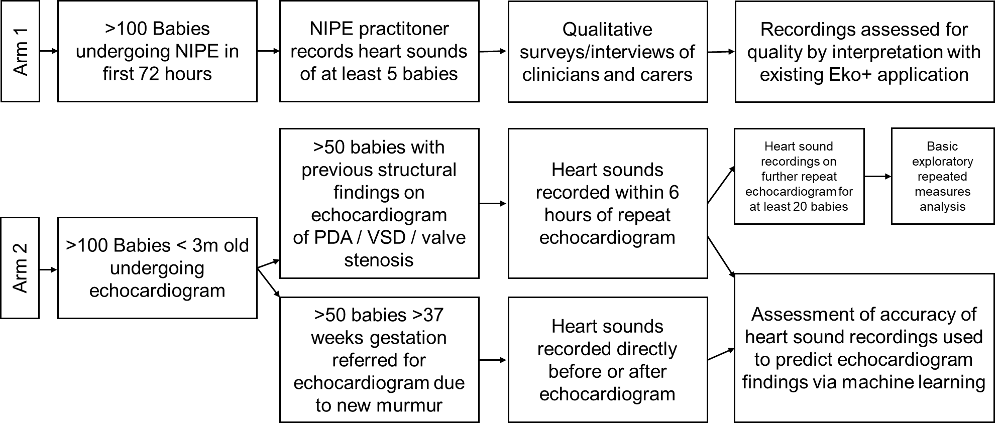 Arm 1
>100 Babies
undergoing NIPE in
first 72 hours
NIPE practitoner
records heart sounds
of at least 5 babies
Qualitative
surveys/interviews of
clinicians and carers
Recordings assessed for
quality by interpretation with
existing Eko+ application
Arm 2
>100 Babies < 3m old
undergoing
echocardiogram
>50 babies with
previous structural
findings on
echocardiogram
of PDA / VSD / valve
stenosis
Heart sounds
recorded within 6
hours of repeat
echocardiogram
Heart sound
recordings on
further repeat
echocardiogram for
at least 20 babies
Basic
exploratory
repeated
measures
analysis
>50 babies >37
weeks gestation
referred for
echocardiogram due
to new murmur
Heart sounds
recorded directly
before or after
echocardiogram
Assessment of accuracy of
heart sound recordings used
to predict echocardiogram
findings via machine learning